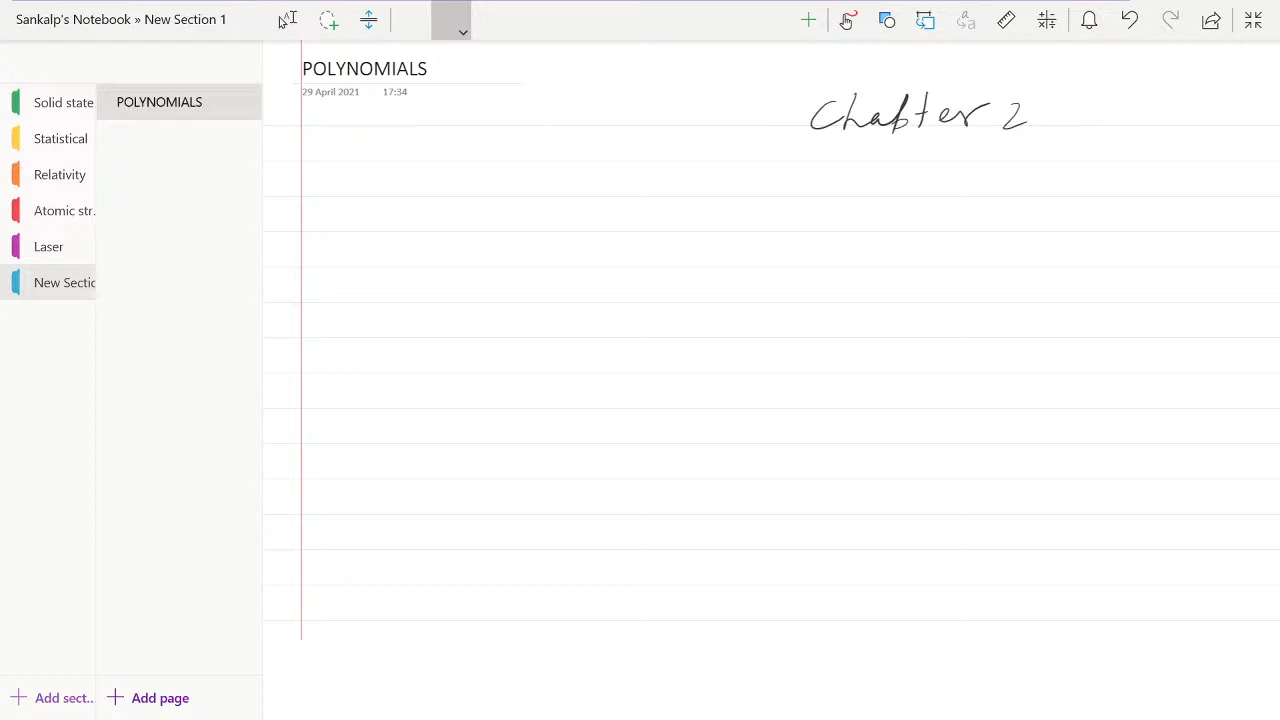 Sankalp's Notebook » New Section 1
POLYNOMIALS
29 April 2021 17:34
Chapter 2
Solid state
Statistical
Relativity
Atomic str.
Laser
New Sectic
POLYNOMIALS
Add sect..
Add page